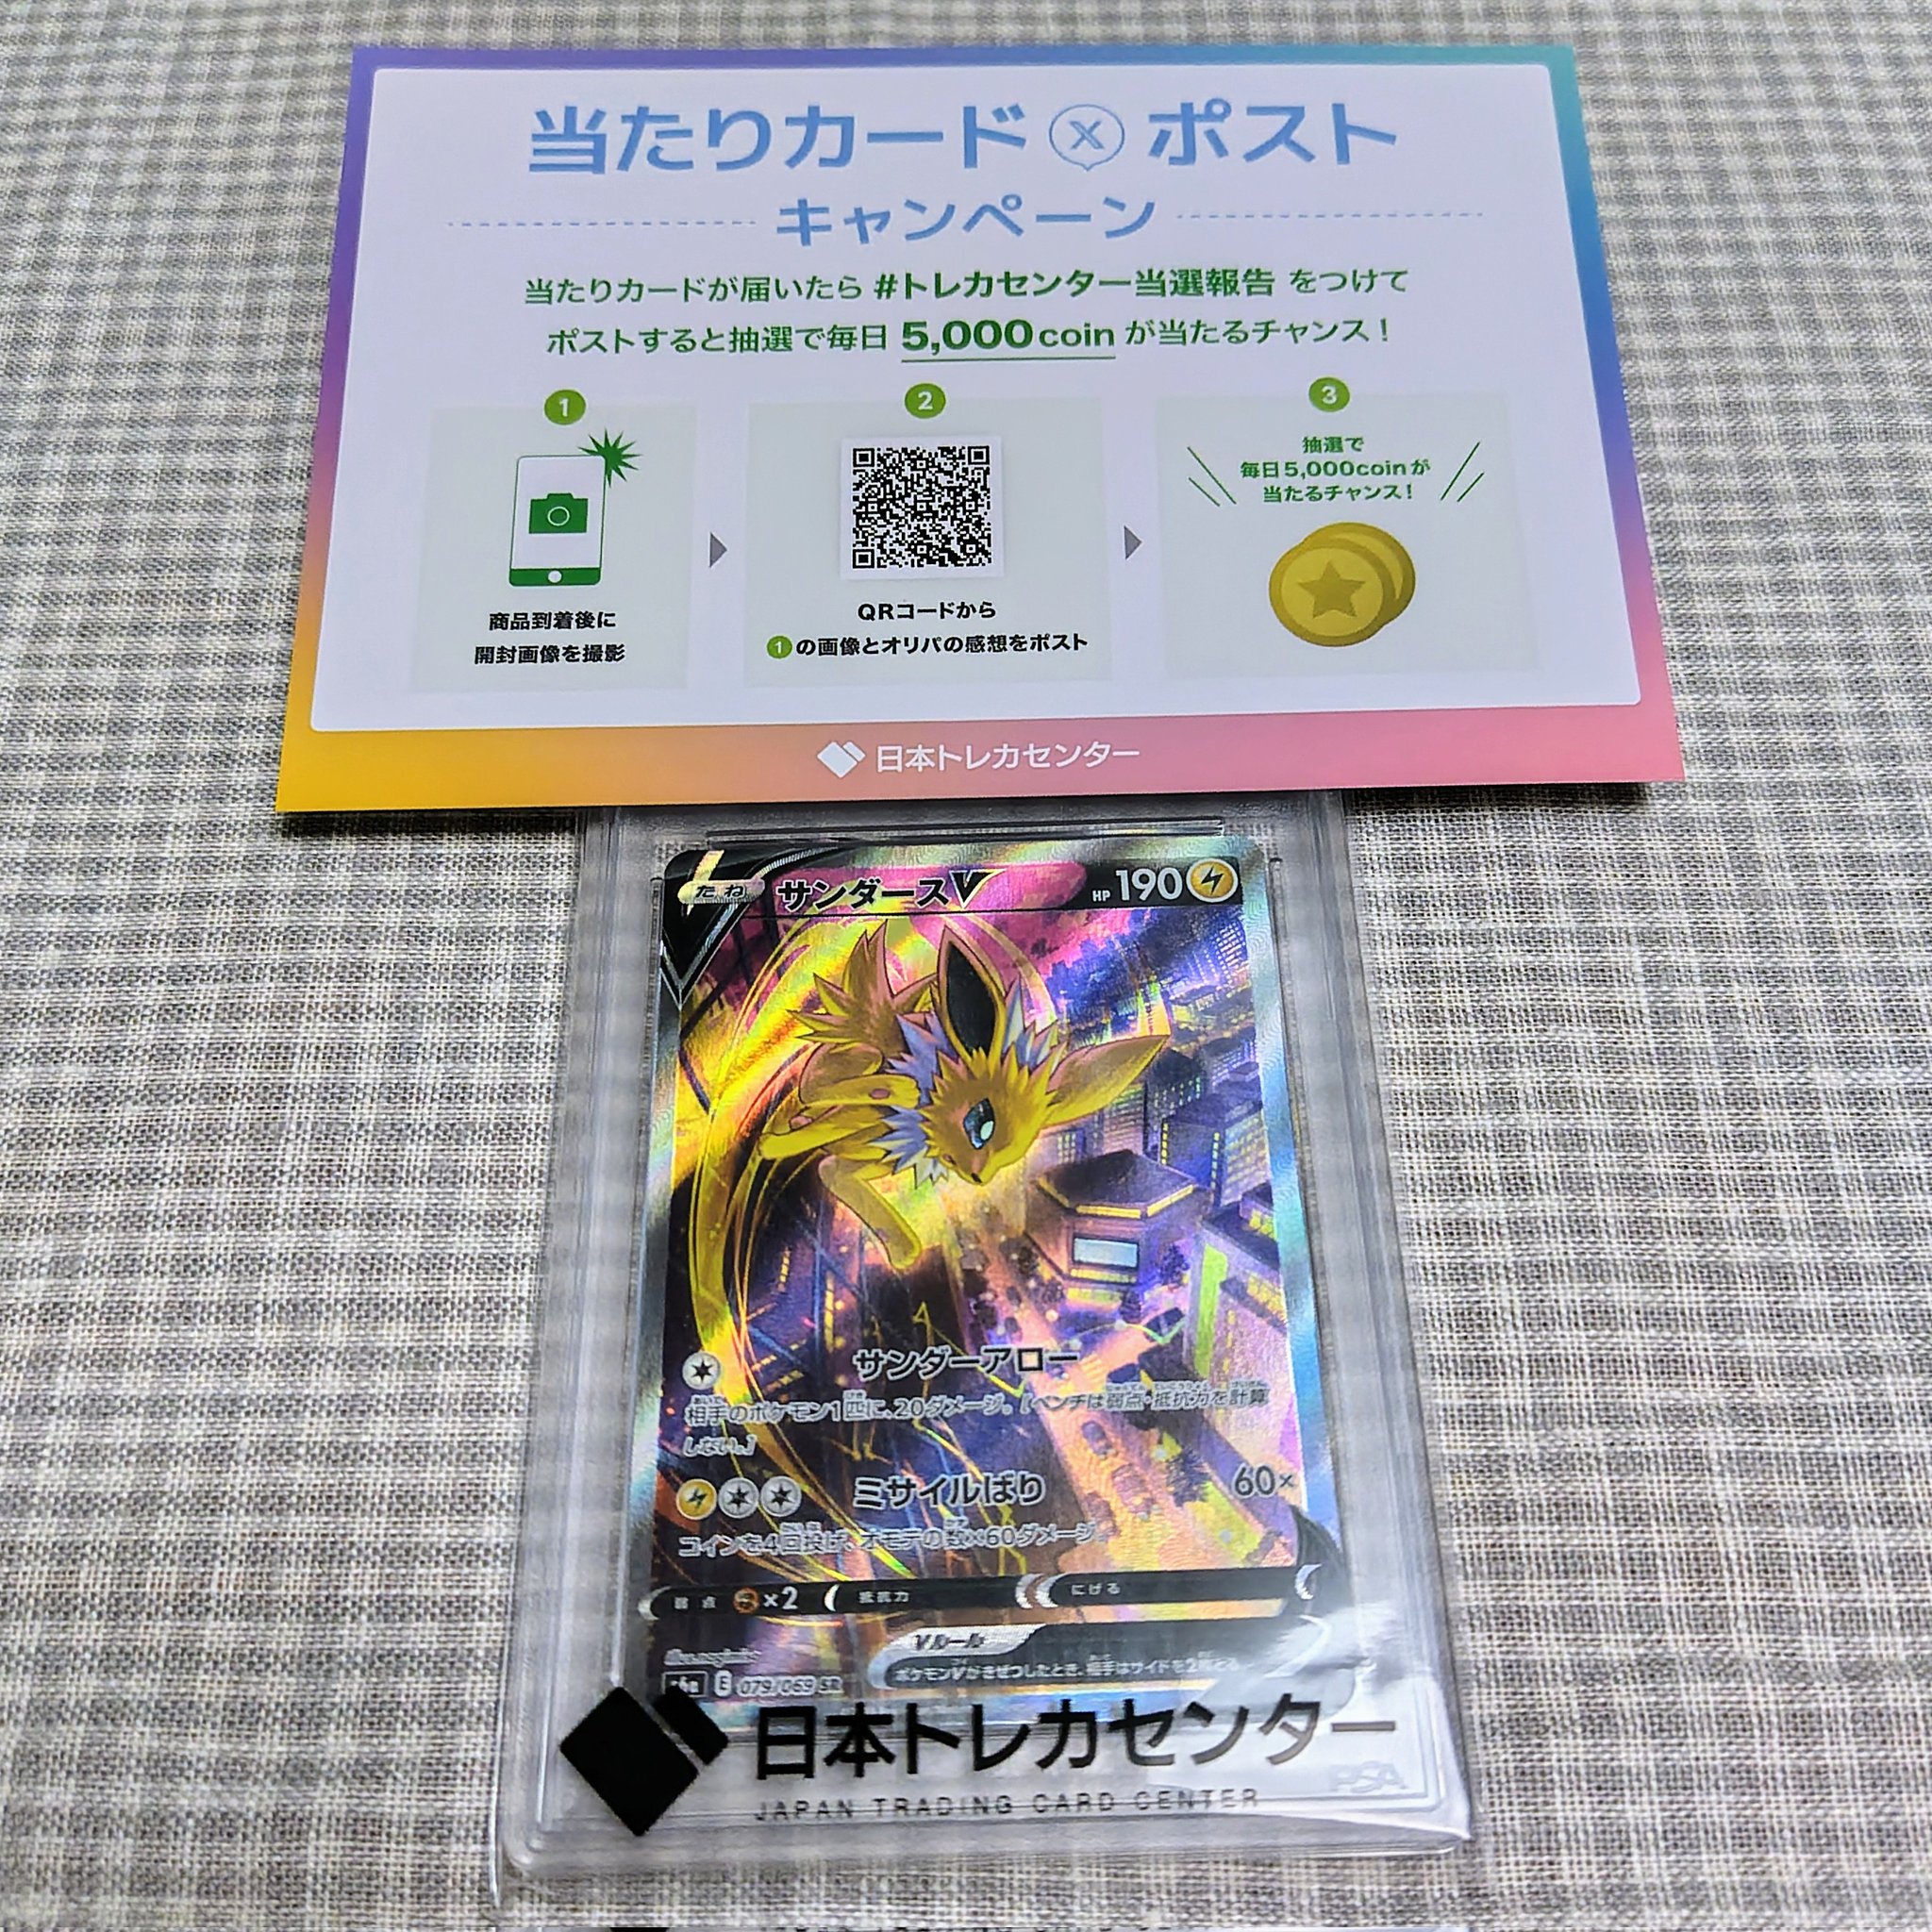 当たりカード X ポスト
キャンペーン
当たりカードが届いたら #トレカセンター当選報告 をつけて
ポストすると抽選で毎日 5,000coin が当たるチャンス!
1
商品到着後に
開封画像を撮影
2
QRコードから
1の画像とオリパの感想をポスト
3
抽選で
毎日5,000coinが
当たるチャンス!
日本トレカセンター
たね サンダースV HP 190
サンダーアロー
相手のポケモン1匹に、20ダメージ。[ベンチは弱点・抵抗力を計算
しない。]
ミサイルばり 60×
コインを4回投げ、オモテの数×60ダメージ。
弱点 ×2 抵抗力 にげる
Vルール
ポケモンVがきぜつしたとき、相手はサイドを2
s6a E 079/069 SR
日本トレカセンター
JAPAN TRADING CARD CENTER
PSA